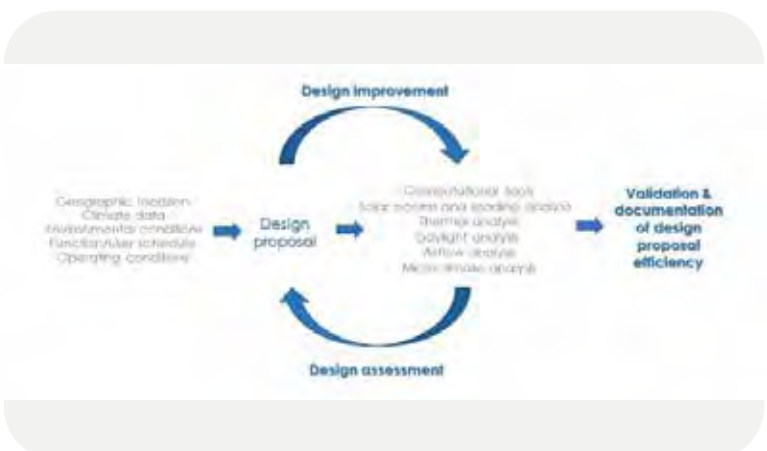 Design improvement
Geographic location
Climate data
Environmental conditions
Function/user schedule
Operating conditions
Design
proposal
Computational tools
Solar access and shading analysis
Thermal analysis
Daylight analysis
Airflow analysis
Microclimate analysis
Validation &
documentation
of design
proposal
efficiency
Design assessment